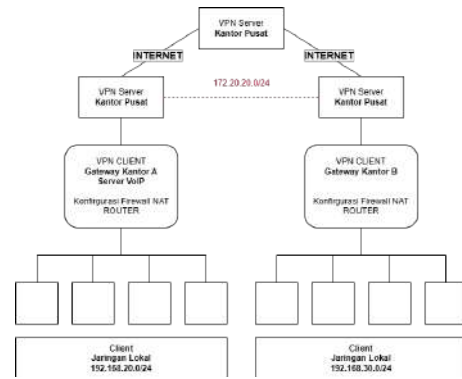 VPN Server
Kantor Pusat
INTERNET
INTERNET
172.20.20.0/24
VPN Server
Kantor Pusat
VPN Server
Kantor Pusat
VPN CLIENT
Gateway Kantor A
Server VoIP
Konfirgurasi Firewall NAT
ROUTER
VPN CLIENT
Gateway Kantor B
Konfirgurasi Firewall NAT
ROUTER
Client
Jaringan Lokal
192.168.20.0/24
Client
Jaringan Lokal
192.168.30.0/24